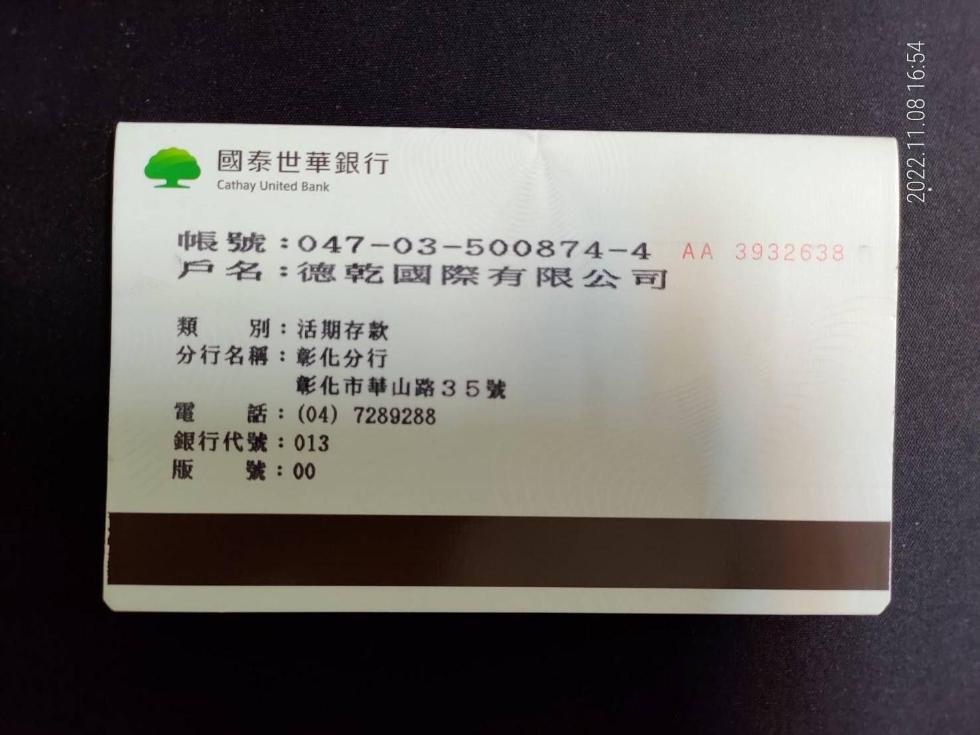 國泰世華銀行
Cathay United Bank
帳號:047-03-500874-4 AA 3932638
戶名:德乾國際有限公司
類 別:活期存款
分行名稱:彰化分行
彰化市華山路35號
電 話:(04) 7289288
銀行代號:013
版 號:00
2022.11.08 16:54